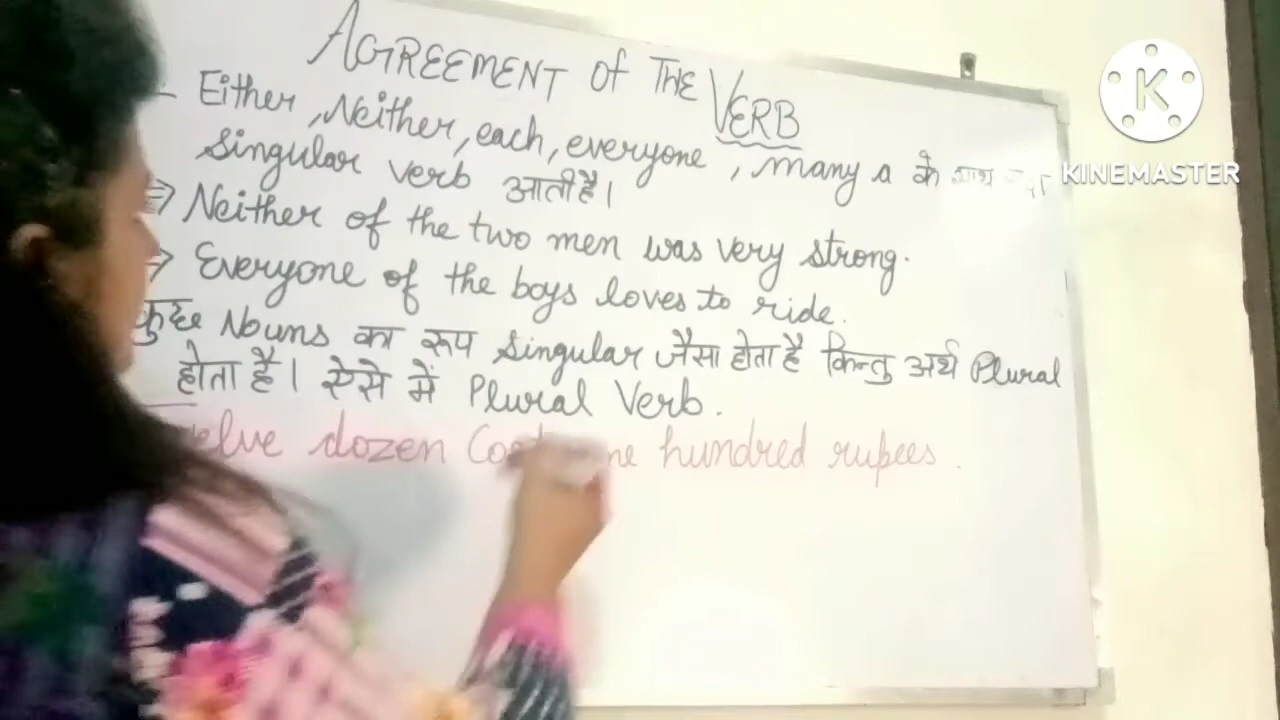 AGREEMENT Of THE VERB
Either, Neither, each, everyone, many a के साथ
Singular verb आती है।
⇒ Neither of the two men was very strong.
⇒ Everyone of the boys loves to ride.
कुछ Nouns का रूप Singular जैसा होता है किन्तु अर्थ Plural
होता है। ऐसे में Plural Verb.
dozen hundred rupees.
K
KINEMASTER